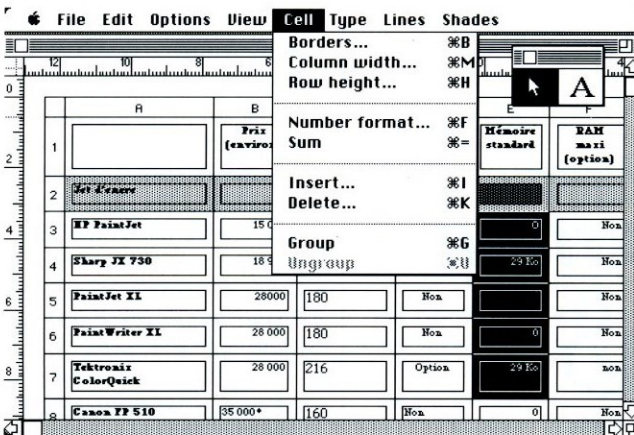 File Edit Options View Cell Type Lines Shades
Borders... ⌘B
Column width... ⌘M
Row height... ⌘H
Number format... ⌘F
Sum ⌘=
Insert... ⌘I
Delete... ⌘K
Group ⌘G
Ungroup ⌘U
A
12 10 8 6 4
0
A B E F
1 Prix Mémoire standard RAM maxi (option)
2 Jet d'encre
2
3 HP PaintJet 15 0 0 Non
4
4 Sharp JX 730 18 9 29 Ko Non
5 PaintJet XL 28000 180 Non Non
6
6 PaintWriter XL 28 000 180 Non 0 Non
7 Tektronix ColorQuick 28 000 216 Option 29 Ko non
8
8 Canon FP 510 35 000* 160 Non 0 Non